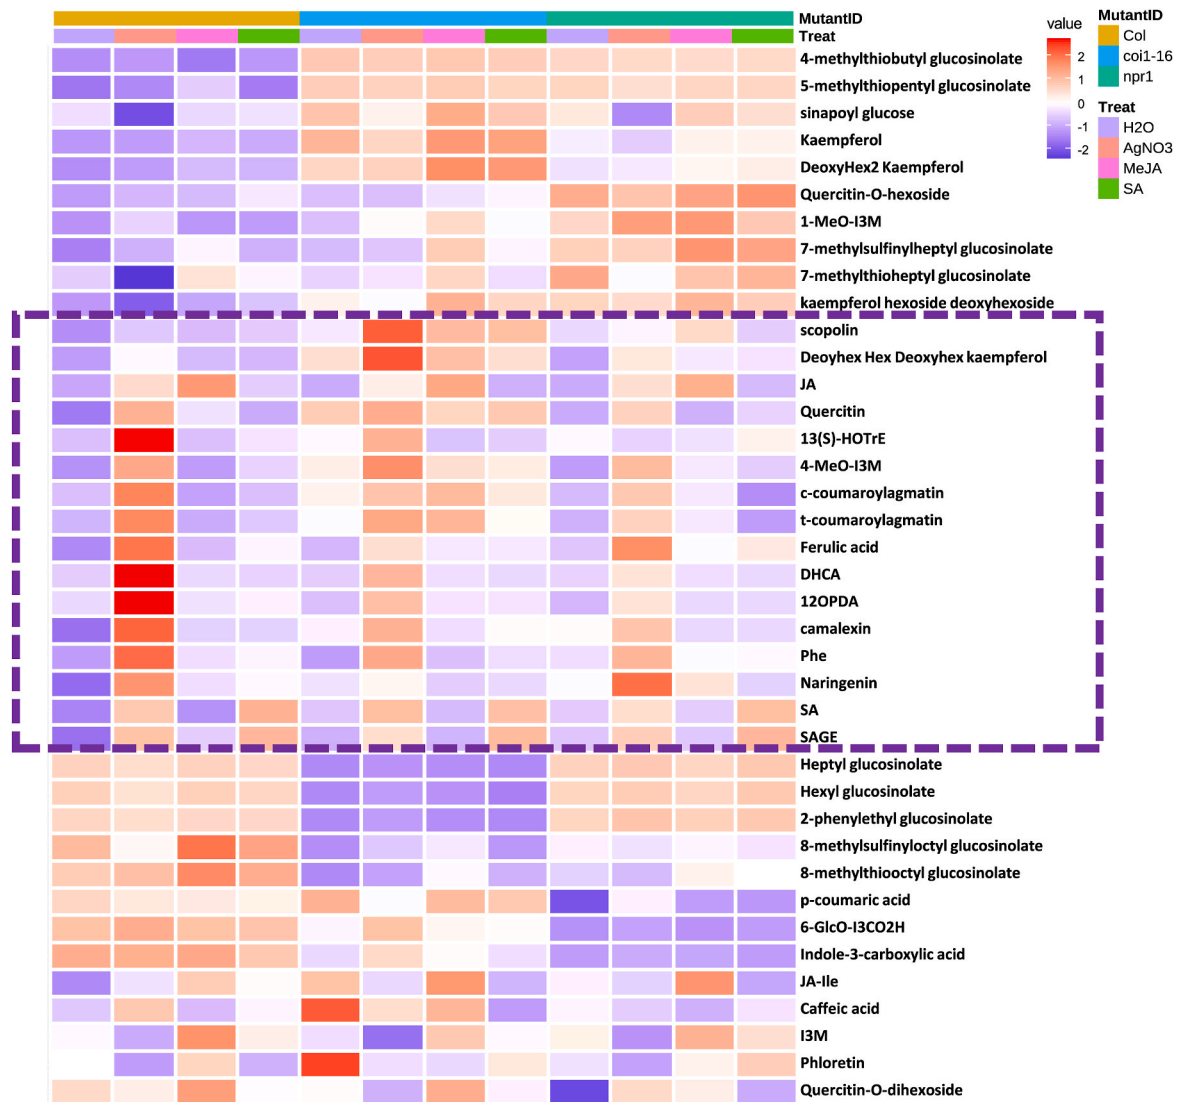 MutantID
Treat
4-methylthiobutyl glucosinolate
5-methylthiopentyl glucosinolate
sinapoyl glucose
Kaempferol
DeoxyHex2 Kaempferol
Quercitin-O-hexoside
1-MeO-I3M
7-methylsulfinylheptyl glucosinolate
7-methylthioheptyl glucosinolate
kaempferol hexoside deoxyhexoside
scopolin
Deoyhex Hex Deoxyhex kaempferol
JA
Quercitin
13(S)-HOTrE
4-MeO-I3M
c-coumaroylagmatin
t-coumaroylagmatin
Ferulic acid
DHCA
12OPDA
camalexin
Phe
Naringenin
SA
SAGE
Heptyl glucosinolate
Hexyl glucosinolate
2-phenylethyl glucosinolate
8-methylsulfinyloctyl glucosinolate
8-methylthiooctyl glucosinolate
p-coumaric acid
6-GlcO-I3CO2H
Indole-3-carboxylic acid
JA-Ile
Caffeic acid
I3M
Phloretin
Quercitin-O-dihexoside
value
2
1
0
-1
-2
MutantID
Col
coi1-16
npr1
Treat
H2O
AgNO3
MeJA
SA